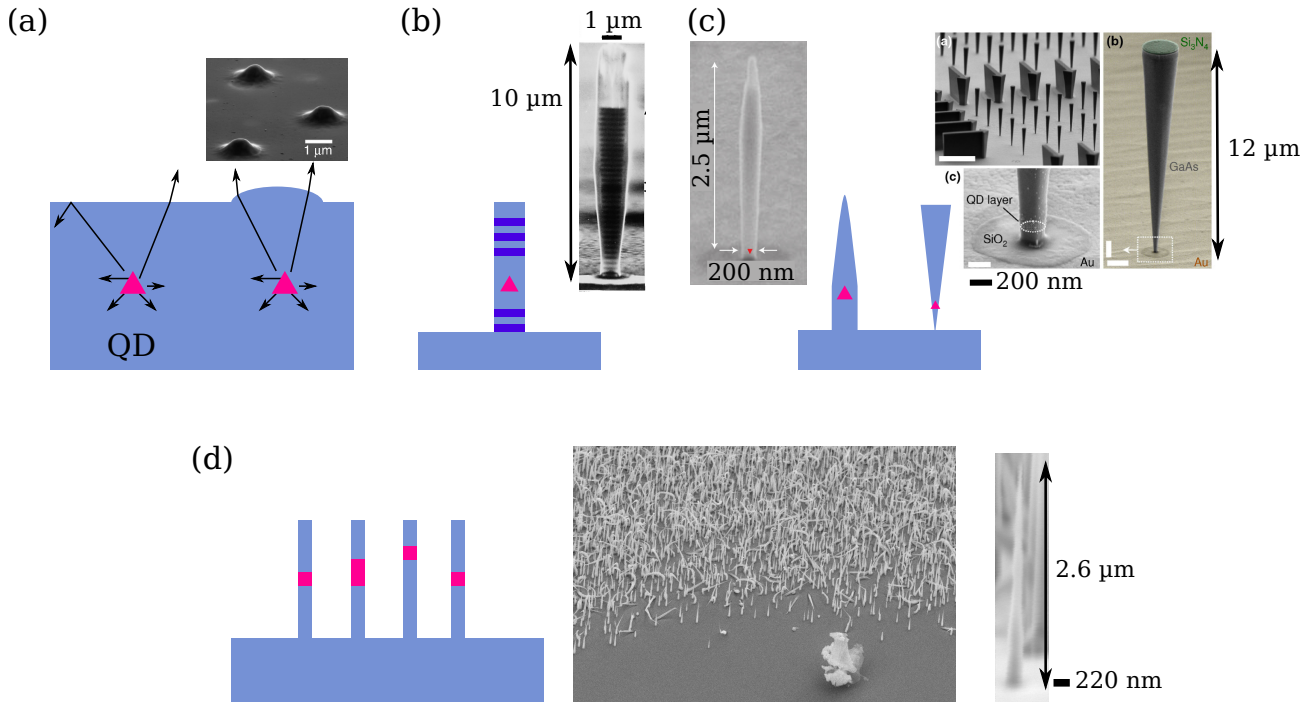 (a)
1 µm
QD
(b)
1 µm
10 µm
(c)
2.5 µm
200 nm
(a)
(b)
Si₃N₄
GaAs
12 µm
(c)
QD layer
SiO₂
Au
Au
200 nm
(d)
2.6 µm
220 nm